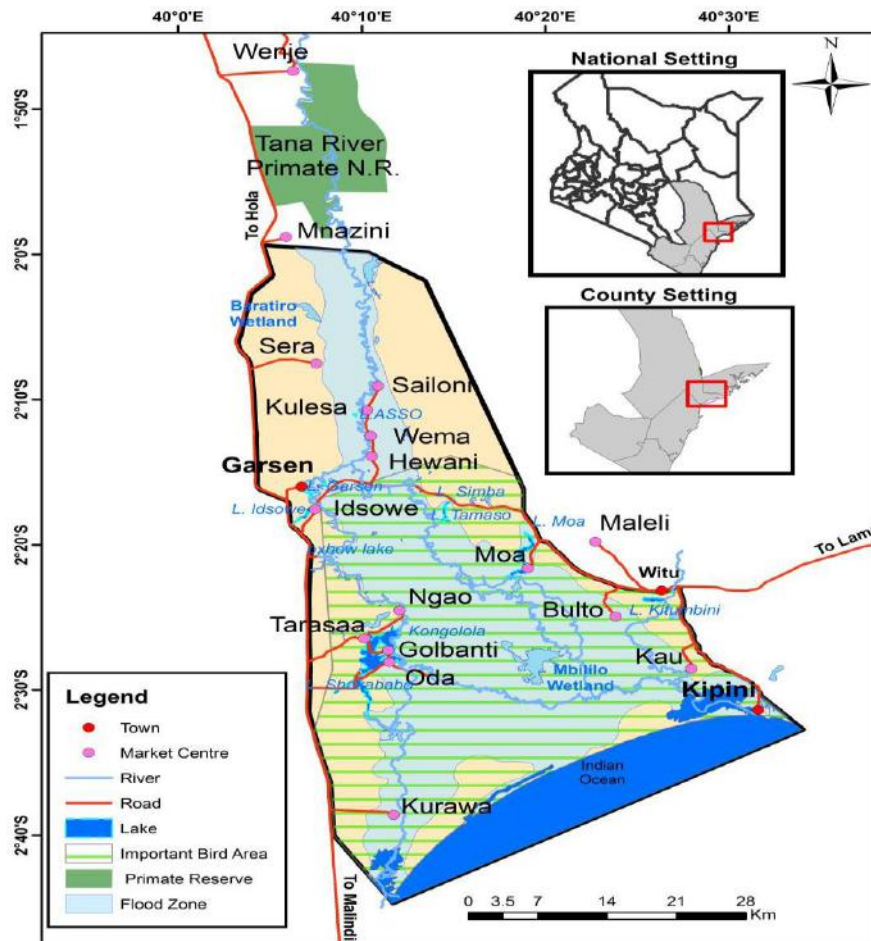 40°0'E 40°10'E 40°20'E 40°30'E
1°50'S
2°0'S
2°10'S
2°20'S
2°30'S
2°40'S
National Setting
N
County Setting
Wenje
Tana River
Primate N.R.
To Hola
Mnazini
Baratiro
Wetland
Sera
Sailoni
Kulesa
ASSO
Wema
Hewani
Garsen
L. Garsen
L. Simba
L. Idsowe
Idsowe
L. Tamaso
L. Moa
Maleli
lake
Moa
To Lam
Witu
Ngao
Bulto
L. Kitumbini
Tarasaa
Kongolola
Golbanti
Kau
Oda
Mbililo
Wetland
Kipini
Shakababo
Indian
Ocean
Kurawa
To Malindi
Legend
Town
Market Centre
River
Road
Lake
Important Bird Area
Primate Reserve
Flood Zone
0 3.5 7 14 21 28
Km